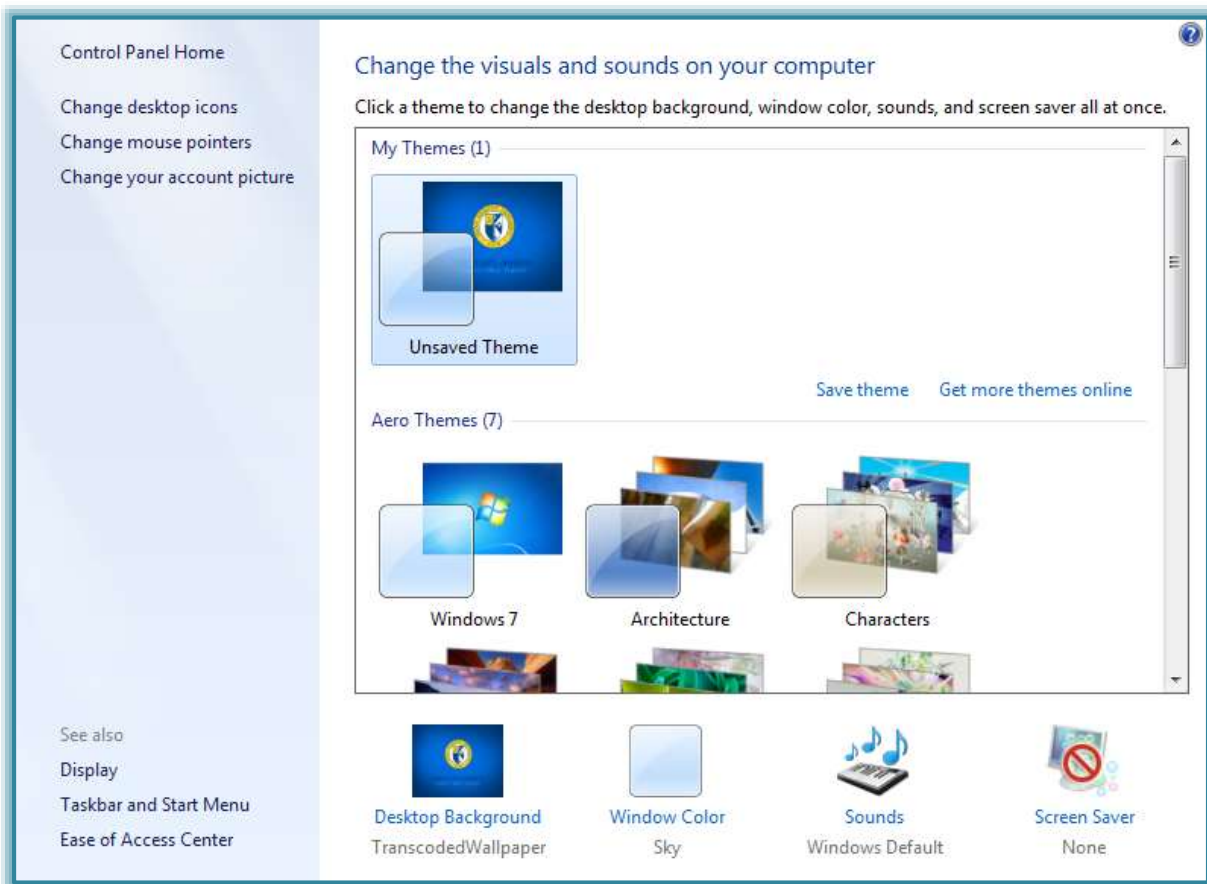 Control Panel Home
Change desktop icons
Change mouse pointers
Change your account picture
See also
Display
Taskbar and Start Menu
Ease of Access Center
Change the visuals and sounds on your computer
Click a theme to change the desktop background, window color, sounds, and screen saver all at once.
My Themes (1)
Unsaved Theme
Save theme Get more themes online
Aero Themes (7)
Windows 7 Architecture Characters
Desktop Background Window Color Sounds Screen Saver
TranscodedWallpaper Sky Windows Default None